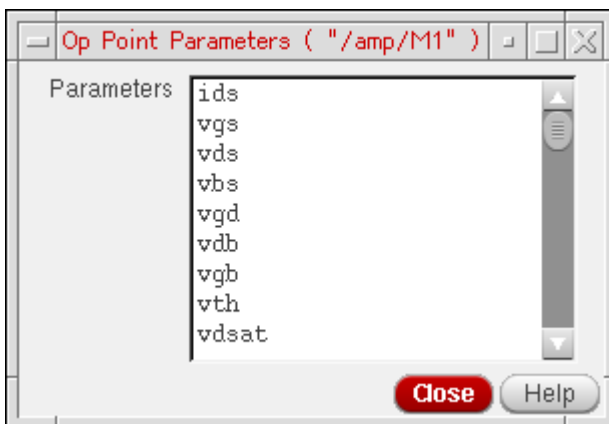 Op Point Parameters ( "/amp/M1" )
Parameters
ids
vgs
vds
vbs
vgd
vdb
vgb
vth
vdsat
Close Help